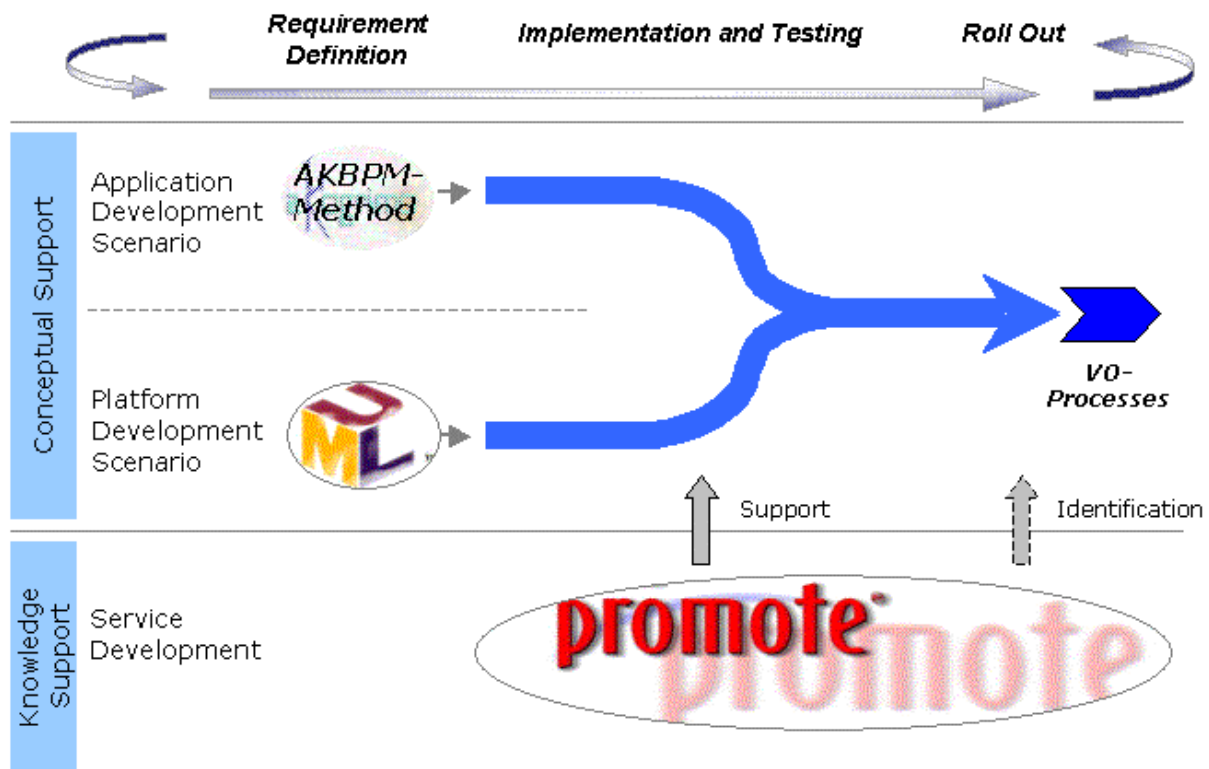 Requirement
Definition
Implementation and Testing
Roll Out
Conceptual Support
Application
Development
Scenario
AKBPM-
Method
VO-
Processes
Platform
Development
Scenario
UML
Support
Identification
Knowledge
Support
Service
Development
promote
promote